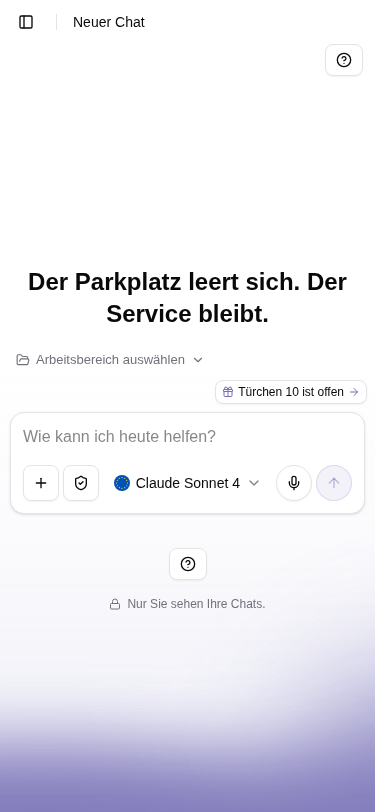 Neuer Chat
Der Parkplatz leert sich. Der
Service bleibt.
Arbeitsbereich auswählen
Türchen 10 ist offen
Wie kann ich heute helfen?
Claude Sonnet 4
Nur Sie sehen Ihre Chats.